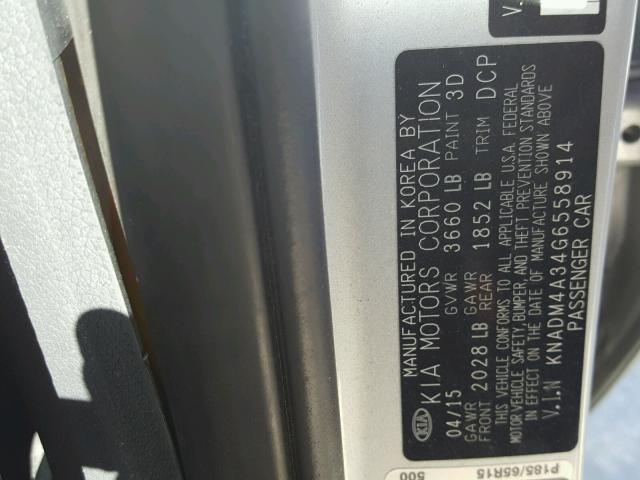 MANUFACTURED IN KOREA BY
KIA KIA MOTORS CORPORATION
04/15 GVWR 3660 LB PAINT 3D
GAWR FRONT 2028 LB GAWR REAR 1852 LB TRIM DCP
THIS VEHICLE CONFORMS TO ALL APPLICABLE U.S.A. FEDERAL
MOTOR VEHICLE SAFETY, BUMPER, AND THEFT PREVENTION STANDARDS
IN EFFECT ON THE DATE OF MANUFACTURE SHOWN ABOVE
V.I.N KNADM4A34G6558914
PASSENGER CAR
P185/65R15
500
V.